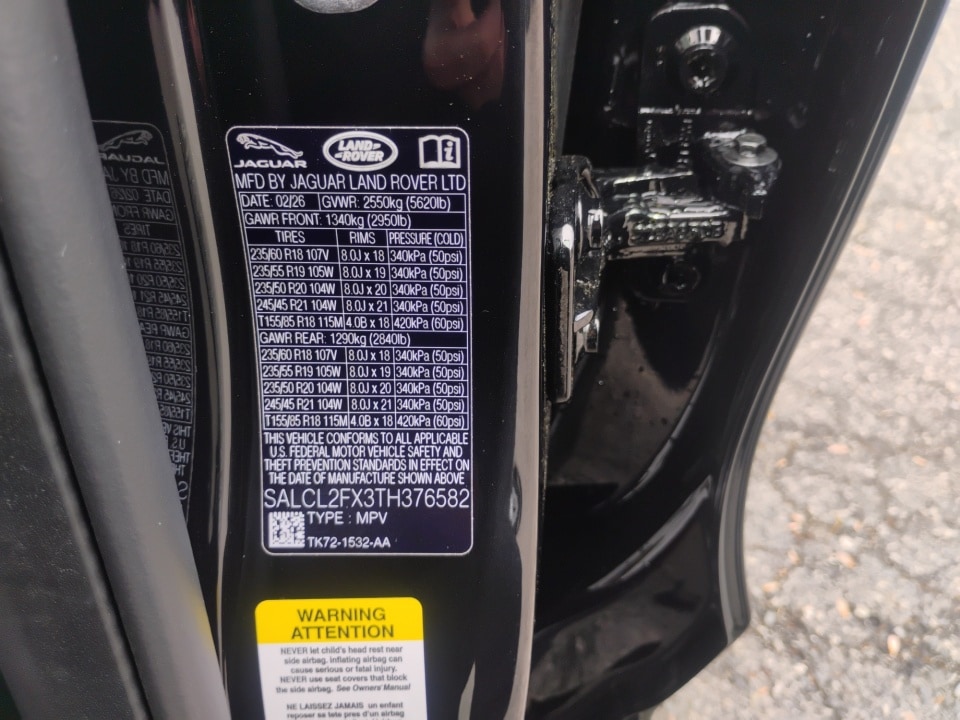 JAGUAR LAND ROVER
MFD BY JAGUAR LAND ROVER LTD
DATE: 02/26 GVWR: 2550kg (5620lb)
GAWR FRONT: 1340kg (2950lb)
TIRES RIMS PRESSURE (COLD)
235/60 R18 107V 8.0J x 18 340kPa (50psi)
235/55 R19 105W 8.0J x 19 340kPa (50psi)
235/50 R20 104W 8.0J x 20 340kPa (50psi)
245/45 R21 104W 8.0J x 21 340kPa (50psi)
T155/85 R18 115M 4.0B x 18 420kPa (60psi)
GAWR REAR: 1290kg (2840lb)
235/60 R18 107V 8.0J x 18 340kPa (50psi)
235/55 R19 105W 8.0J x 19 340kPa (50psi)
235/50 R20 104W 8.0J x 20 340kPa (50psi)
245/45 R21 104W 8.0J x 21 340kPa (50psi)
T155/85 R18 115M 4.0B x 18 420kPa (60psi)
THIS VEHICLE CONFORMS TO ALL APPLICABLE
U.S. FEDERAL MOTOR VEHICLE SAFETY AND
THEFT PREVENTION STANDARDS IN EFFECT ON
THE DATE OF MANUFACTURE SHOWN ABOVE
SALCL2FX3TH376582
TYPE : MPV
TK72-1532-AA
WARNING
ATTENTION
NEVER let child's head rest near
side airbag. Inflating airbag can
cause serious or fatal injury.
NEVER use seat covers that block
the side airbag. See Owners' Manual
NE LAISSEZ JAMAIS un enfant
reposer sa tete pres d'un airbag